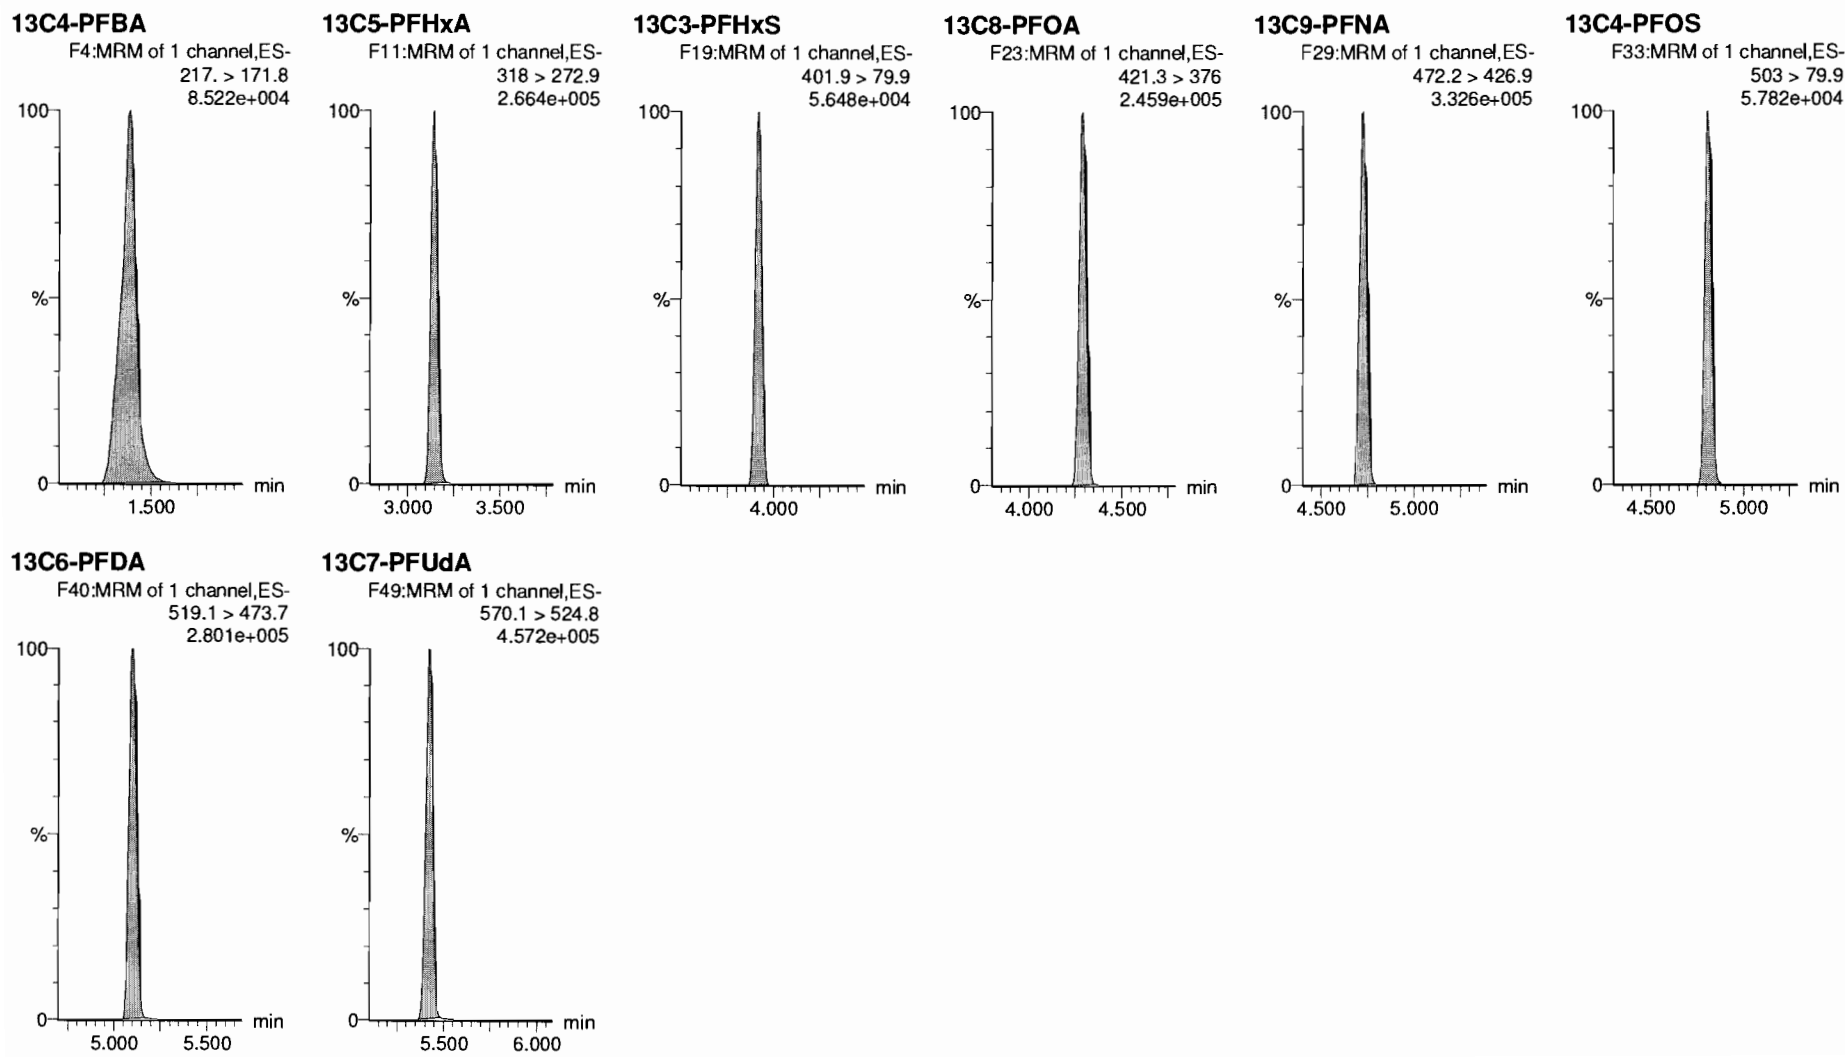 13C4-PFBA
F4:MRM of 1 channel,ES-
217. > 171.8
8.522e+004
100
%
0
min
1.500
13C5-PFHxA
F11:MRM of 1 channel,ES-
318 > 272.9
2.664e+005
100
%
0
min
3.000 3.500
13C3-PFHxS
F19:MRM of 1 channel,ES-
401.9 > 79.9
5.648e+004
100
%
0
min
4.000
13C8-PFOA
F23:MRM of 1 channel,ES-
421.3 > 376
2.459e+005
100
%
0
min
4.000 4.500
13C9-PFNA
F29:MRM of 1 channel,ES-
472.2 > 426.9
3.326e+005
100
%
0
min
4.500 5.000
13C4-PFOS
F33:MRM of 1 channel,ES-
503 > 79.9
5.782e+004
100
%
0
min
4.500 5.000
13C6-PFDA
F40:MRM of 1 channel,ES-
519.1 > 473.7
2.801e+005
100
%
0
min
5.000 5.500
13C7-PFUdA
F49:MRM of 1 channel,ES-
570.1 > 524.8
4.572e+005
100
%
0
min
5.500 6.000